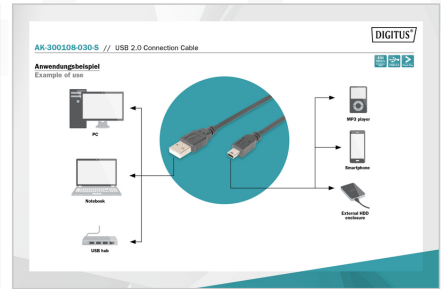 DIGITUS®
AK-300108-030-S // USB 2.0 Connection Cable
Anwendungsbeispiel
Example of use
PC
Notebook
USB hub
MP3 player
Smartphone
External HDD
enclosure